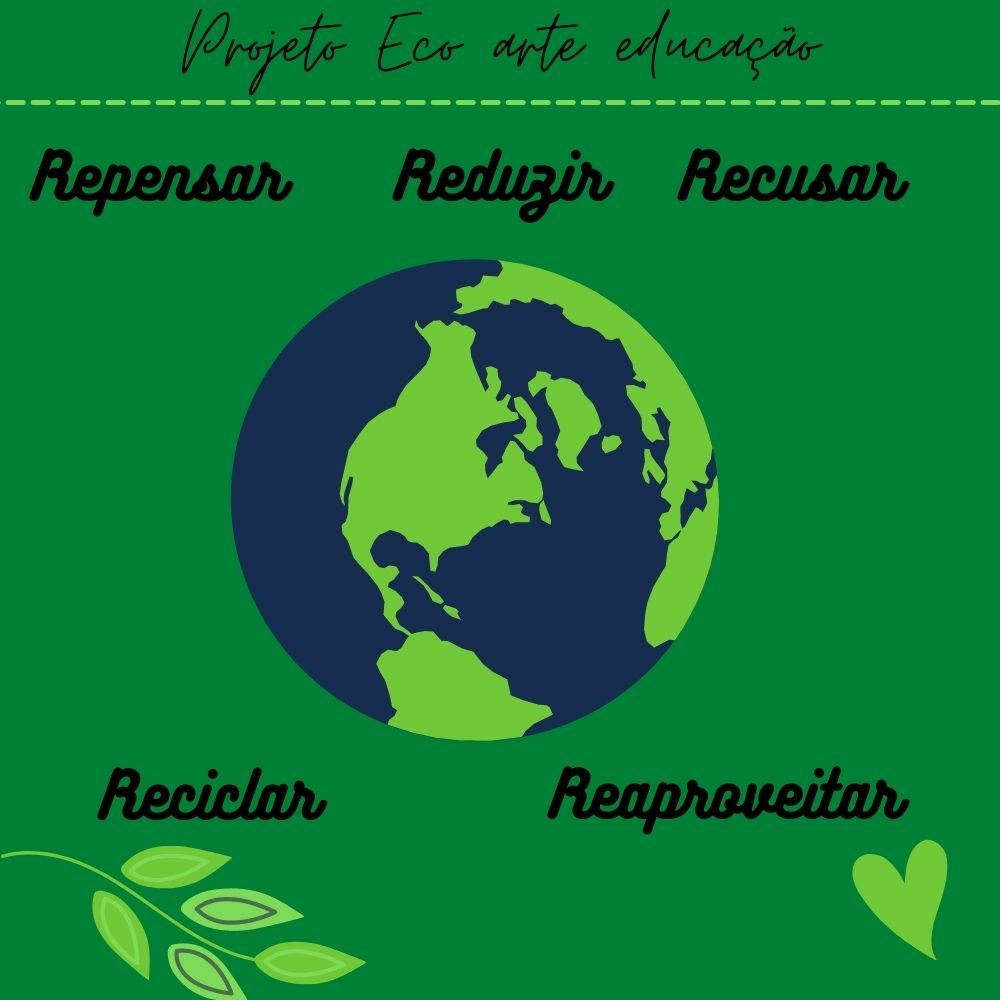 Projeto Eco arte educação
Repensar Reduzir Recusar
Reciclar Reaproveitar